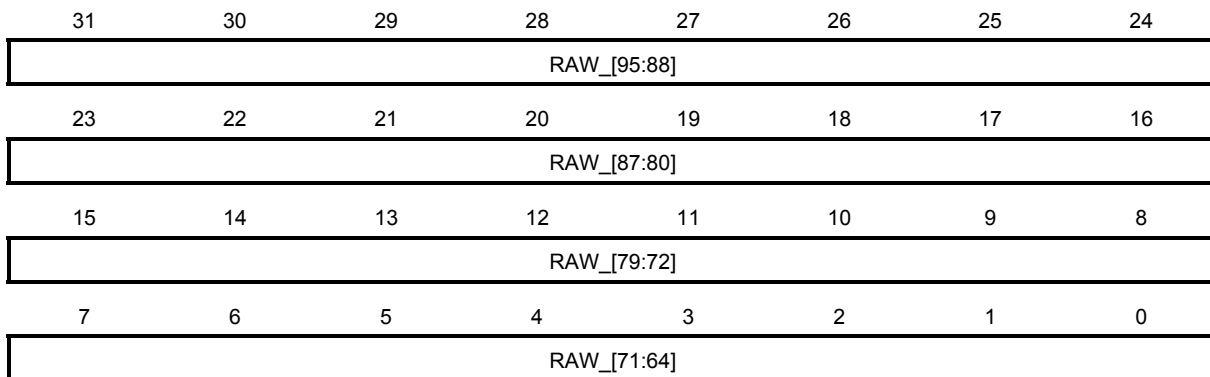 31 30 29 28 27 26 25 24
RAW_[95:88]
23 22 21 20 19 18 17 16
RAW_[87:80]
15 14 13 12 11 10 9 8
RAW_[79:72]
7 6 5 4 3 2 1 0
RAW_[71:64]